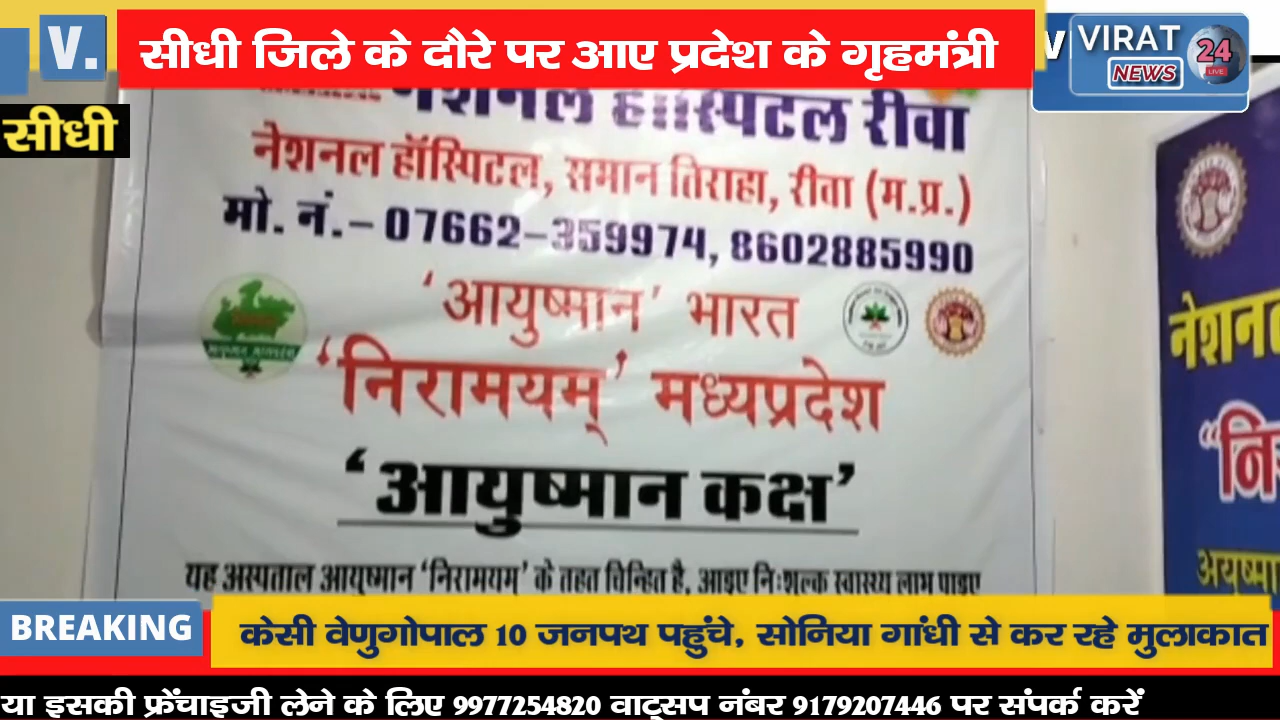 V.
सीधी जिले के दौरे पर आए प्रदेश के गृहमंत्री
VIRAT
24
LIVE
NEWS
सीधी
नेशनल हॉस्पिटल रीवा
नेशनल हॉस्पिटल, समान तिराहा, रीवा (म.प्र.)
मो. नं.- 07662-359974, 8602885990
'आयुष्मान' भारत
'निरामयम्' मध्यप्रदेश
'आयुष्मान कक्ष'
यह अस्पताल आयुष्मान 'निरामयम्' के तहत चिन्हित है, आइए निःशुल्क स्वास्थ्य लाभ पाइए
BREAKING
केसी वेणुगोपाल 10 जनपथ पहुंचे, सोनिया गांधी से कर रहे मुलाकात
या इसकी फ्रेंचाइजी लेने के लिए 9977254820 वाट्सप नंबर 9179207446 पर संपर्क करें